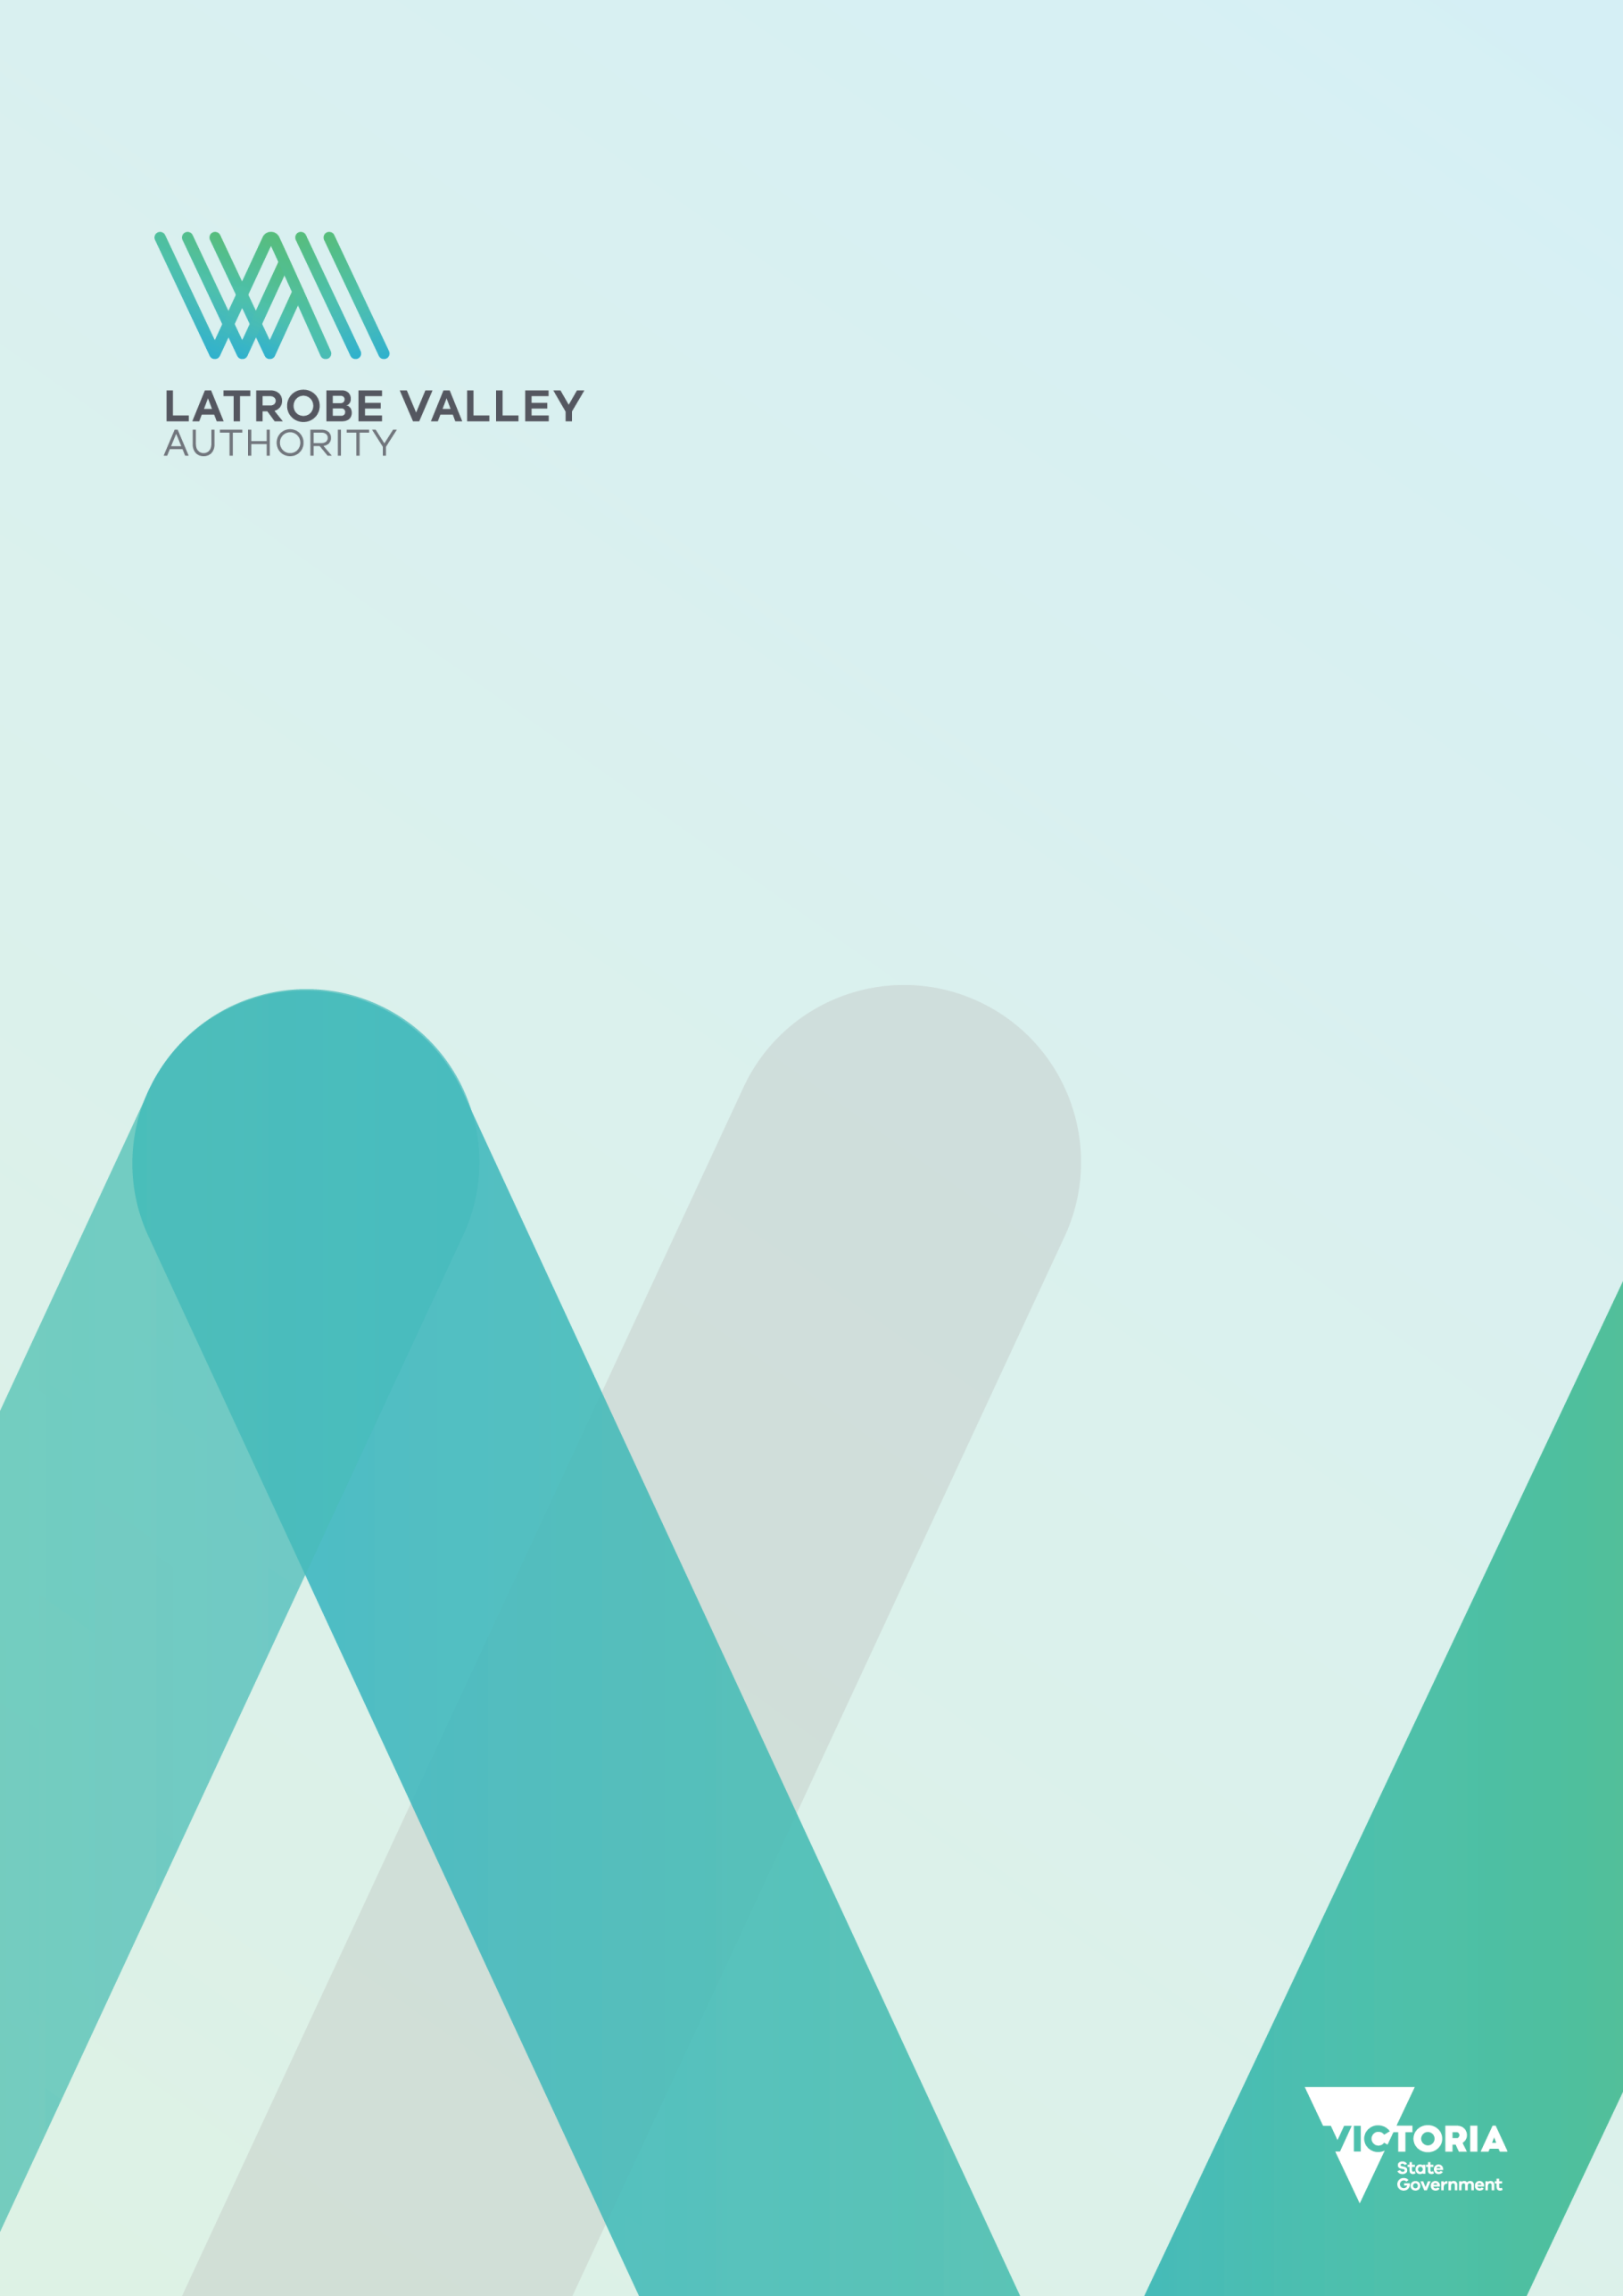 LATROBE VALLEY
AUTHORITY
VICTORIA
State
Government